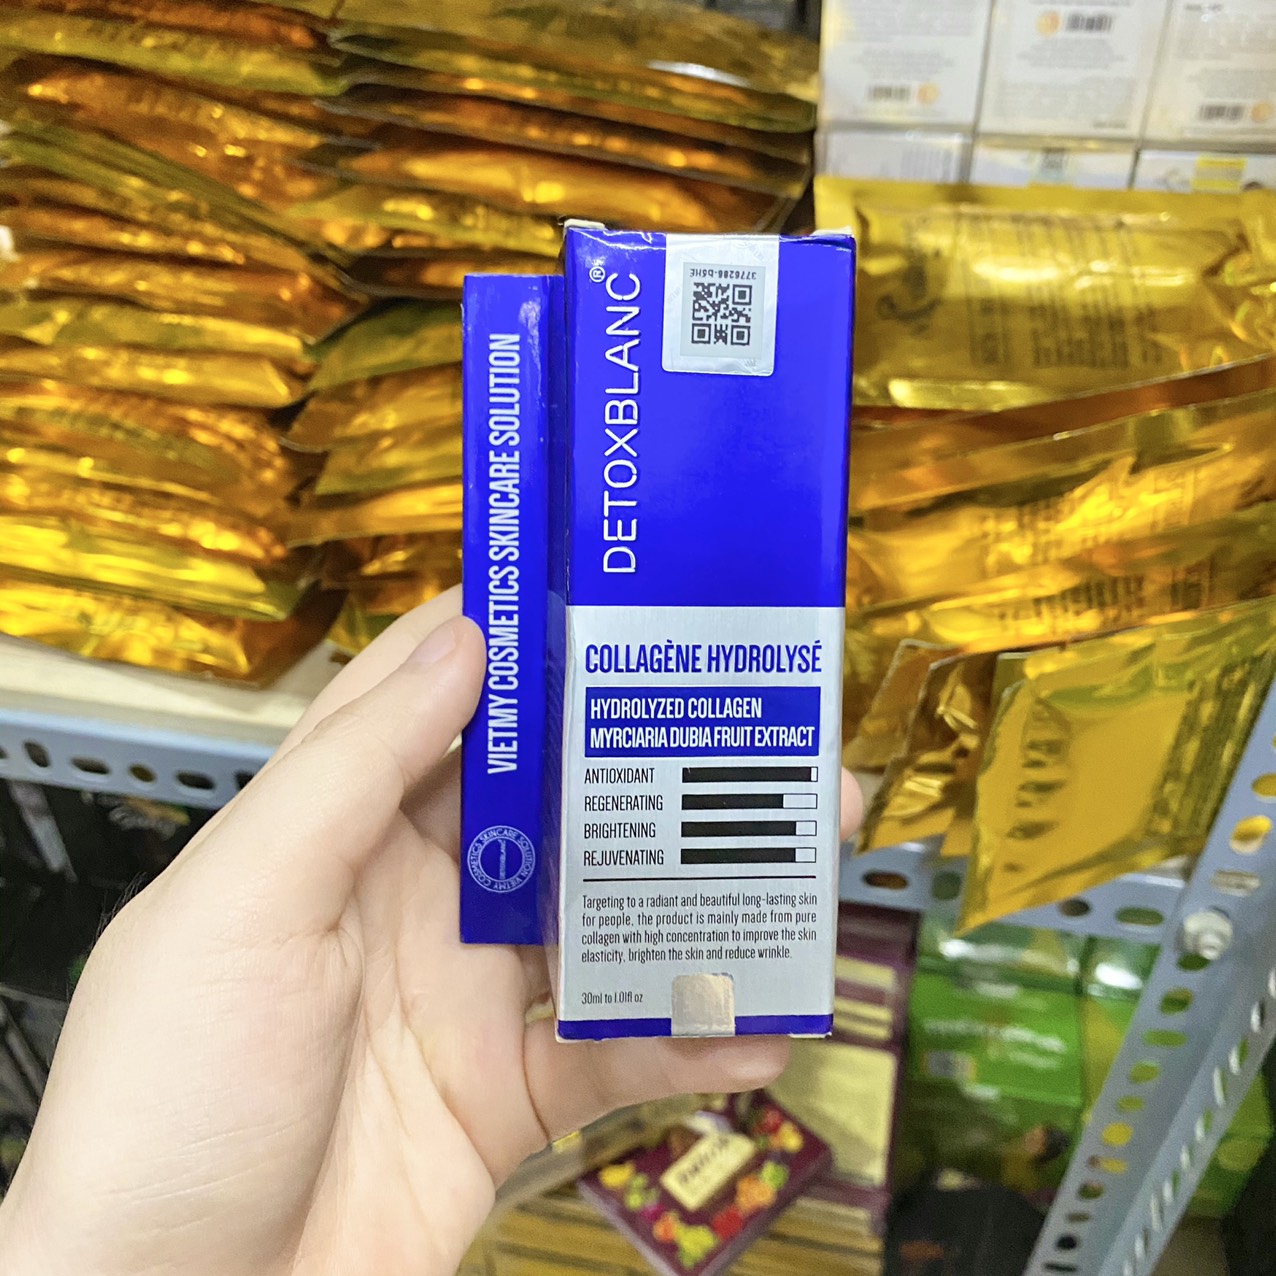 3776288-b5HE
DETOXBLANC®
VIETMY COSMETICS SKINCARE SOLUTION
COLLAGÈNE HYDROLYSÉ
HYDROLYZED COLLAGEN
MYRCIARIA DUBIA FRUIT EXTRACT
ANTIOXIDANT
REGENERATING
BRIGHTENING
REJUVENATING
Targeting to a radiant and beautiful long-lasting skin
for people, the product is mainly made from pure
collagen with high concentration to improve the skin
elasticity, brighten the skin and reduce wrinkle.
30ml to 1.01fl oz